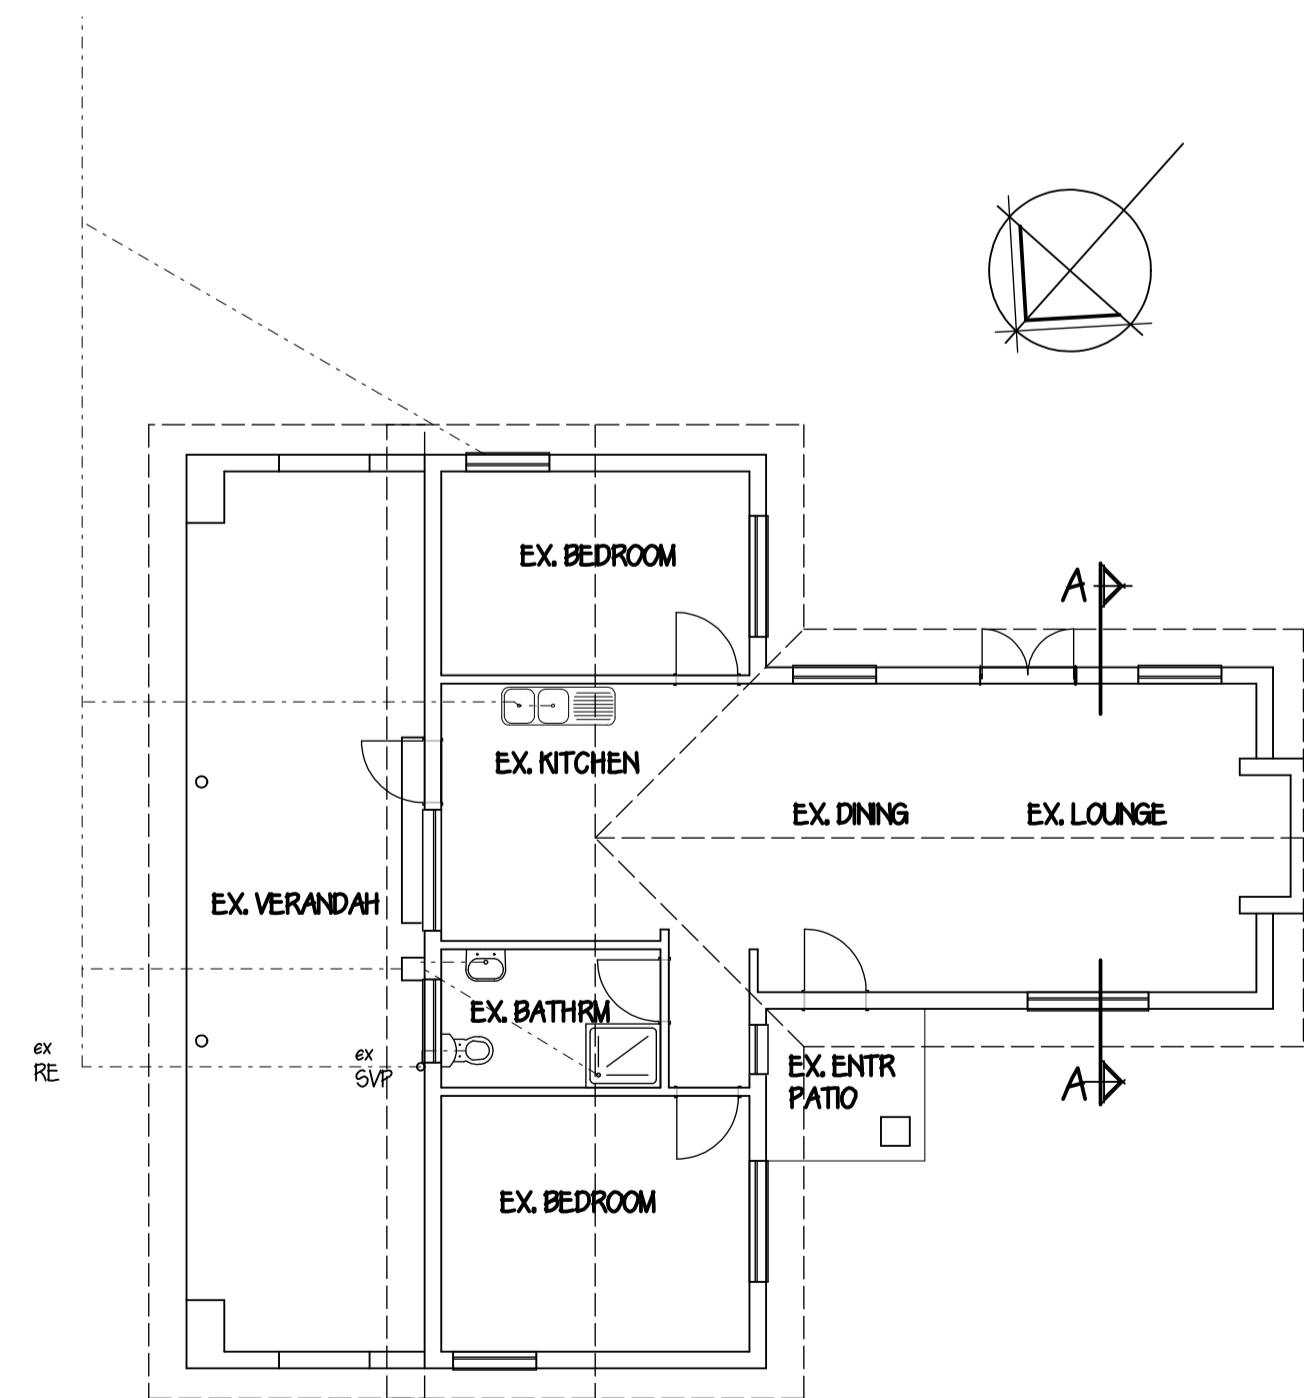 EX. BEDROOM
A
EX. KITCHEN
EX. DINING
EX. LOUNGE
EX. VERANDAH
EX. BATHRM
ex
RE
ex
SVP
EX. ENTR
PATIO
A
EX. BEDROOM